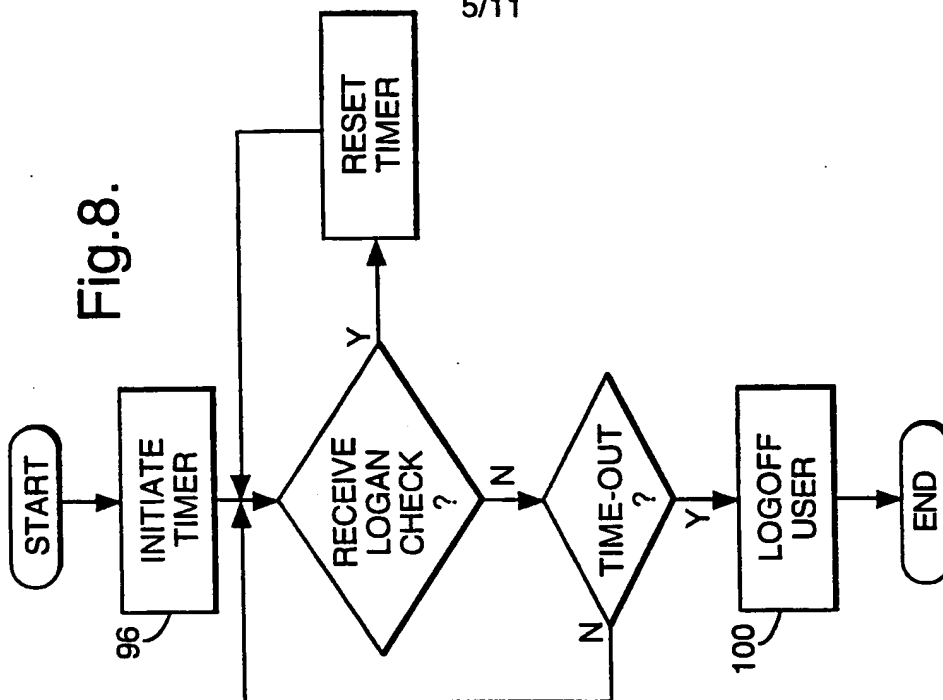 5/11
Fig.8.
START
INITIATE
TIMER
96
RECEIVE
LOGAN
CHECK
?
Y
RESET
TIMER
N
TIME-OUT
?
N
Y
LOGOFF
USER
100
END